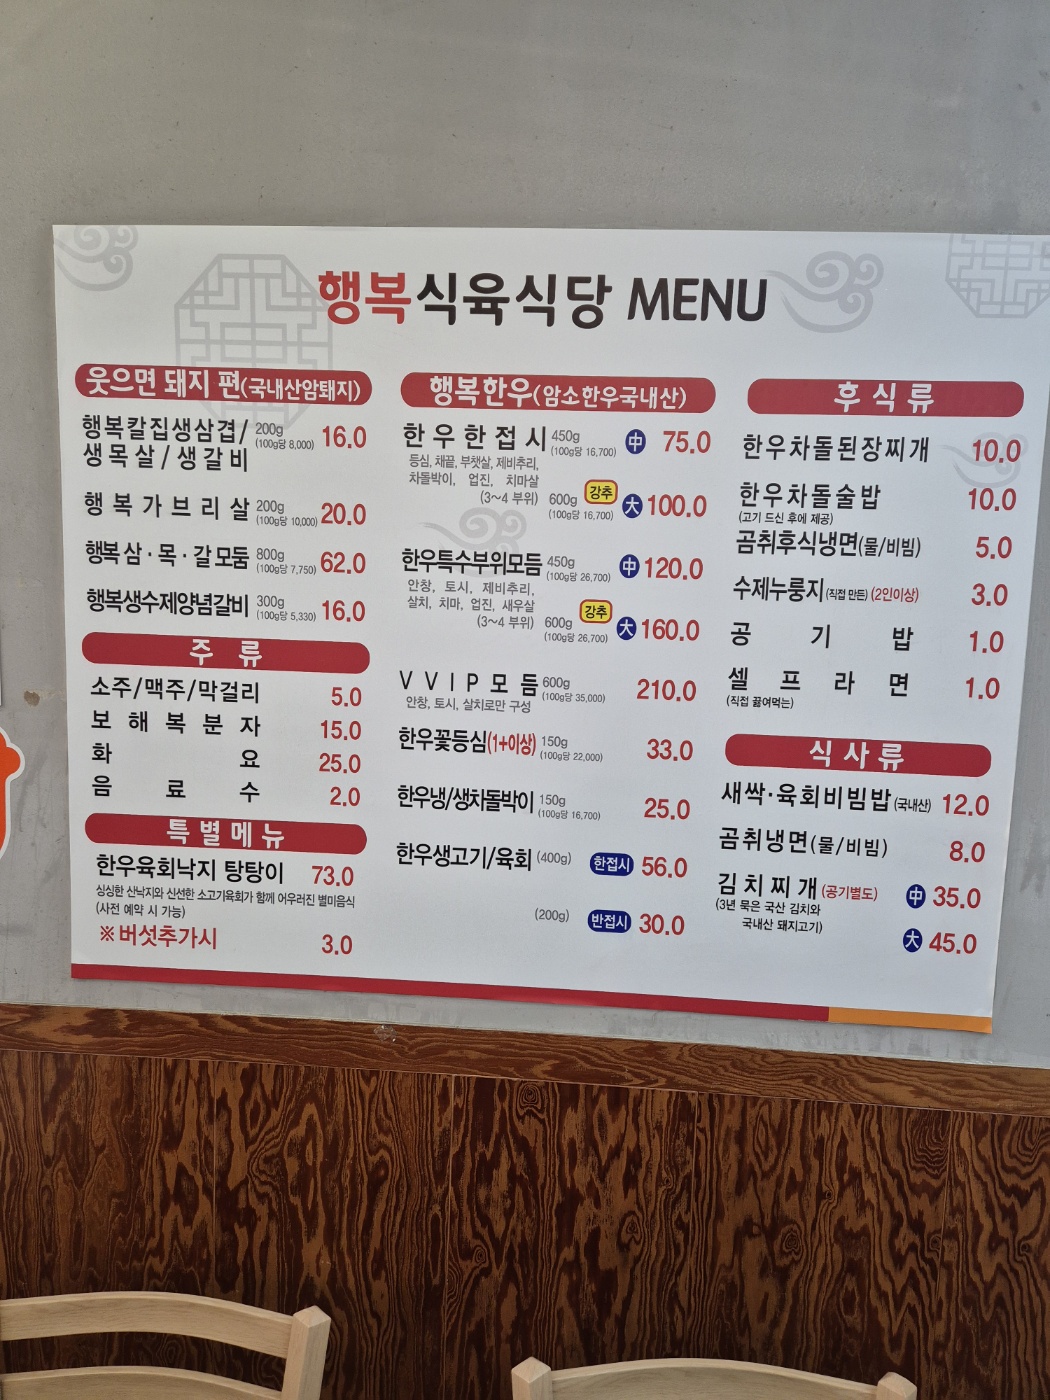 행복식육식당 MENU
웃으면 돼지 편(국내산암퇘지)
행복칼집생삼겹/
생목살/생갈비
200g
(100g당 8,000)
16.0
행복가브리살
200g
(100g당 10,000)
20.0
행복삼·목·갈모둠
800g
(100g당 7,750)
62.0
행복생수제양념갈비
300g
(100g당 5,330)
16.0
주 류
소주/맥주/막걸리 5.0
보해복분자 15.0
화요 25.0
음료수 2.0
특별메뉴
한우육회낙지 탕탕이 73.0
싱싱한 산낙지와 신선한 소고기육회가 함께 어우러진 별미음식
(사전 예약 시 가능)
※버섯추가시 3.0
행복한우(암소한우국내산)
한우한접시
450g
(100g당 16,700)
中 75.0
등심, 채끝, 부챗살, 제비추리,
차돌박이, 업진, 치마살
(3~4 부위)
600g
(100g당 16,700)
강추
大 100.0
한우특수부위모듬
450g
(100g당 26,700)
中 120.0
안창, 토시, 제비추리,
살치, 치마, 업진, 새우살
(3~4 부위)
600g
(100g당 26,700)
강추
大 160.0
VVIP모듬
600g
(100g당 35,000)
210.0
안창, 토시, 살치로만 구성
한우꽃등심(1+이상)
150g
(100g당 22,000)
33.0
한우냉/생차돌박이
150g
(100g당 16,700)
25.0
한우생고기/육회 (400g) 한접시 56.0
(200g) 반접시 30.0
후식류
한우차돌된장찌개 10.0
한우차돌술밥 10.0
(고기 드신 후에 제공)
곰취후식냉면(물/비빔) 5.0
수제누룽지(직접 만든)(2인이상) 3.0
공기밥 1.0
셀프라면 1.0
(직접 끓여먹는)
식사류
새싹·육회비빔밥(국내산) 12.0
곰취냉면(물/비빔) 8.0
김치찌개(공기별도) 中 35.0
(3년 묵은 국산 김치와
국내산 돼지고기)
大 45.0